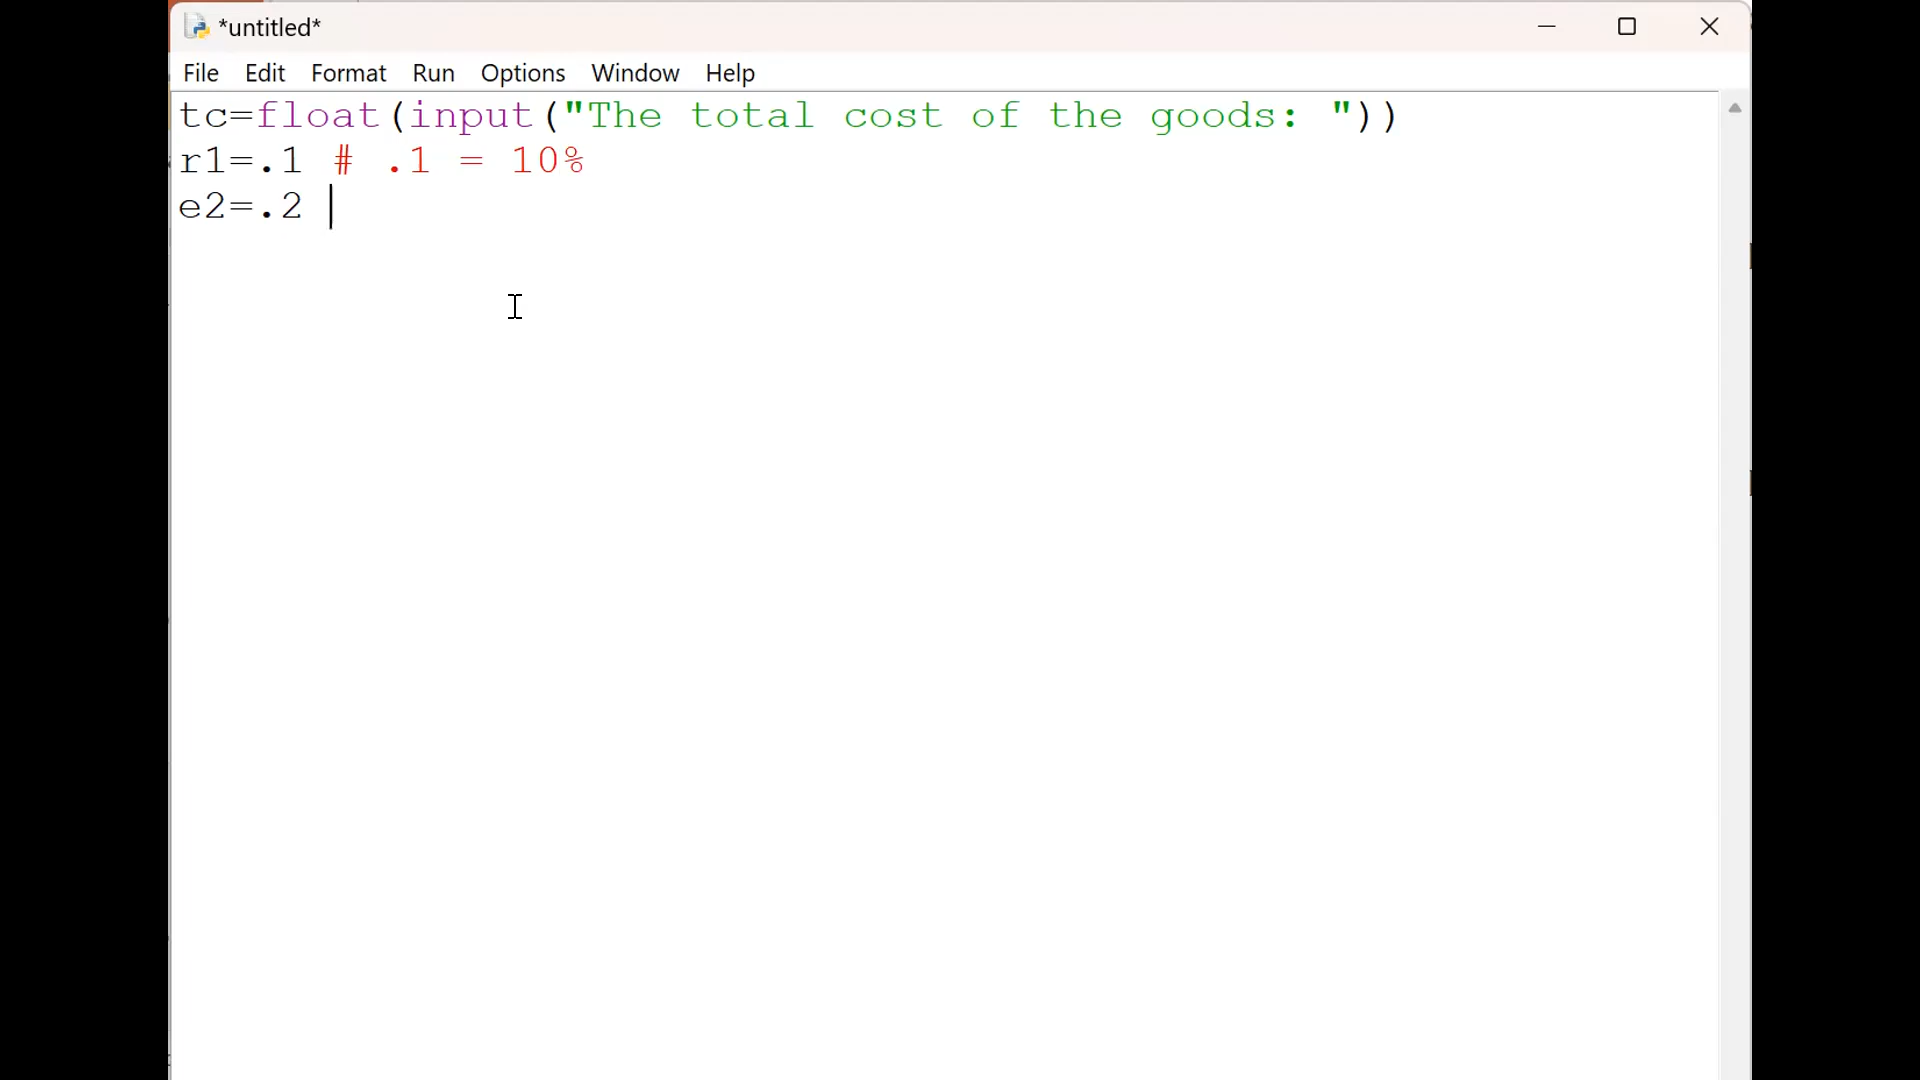 *untitled*
File Edit Format Run Options Window Help
tc=float(input("The total cost of the goods: "))
r1=.1 # .1 = 10%
e2=.2